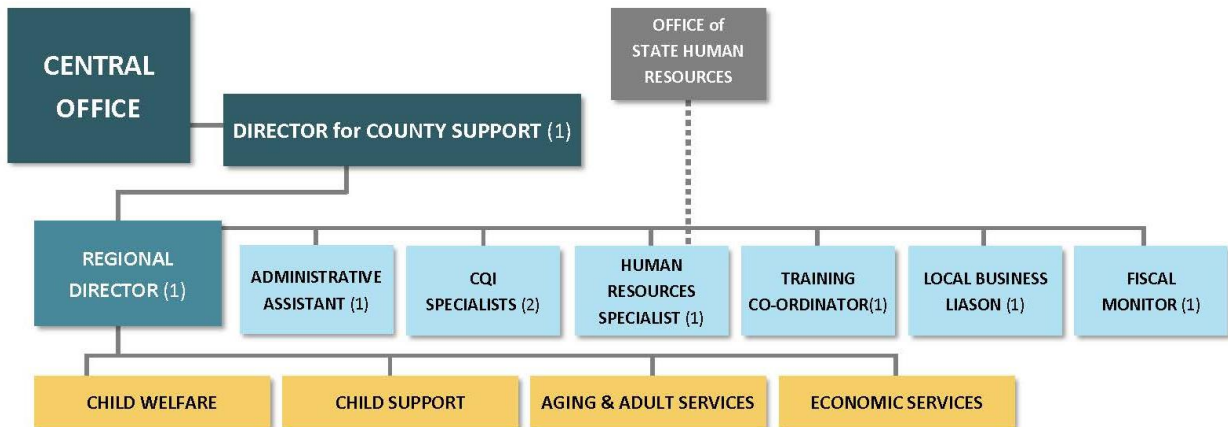 OFFICE of
STATE HUMAN
RESOURCES
CENTRAL
OFFICE
DIRECTOR for COUNTY SUPPORT (1)
REGIONAL
DIRECTOR (1)
ADMINISTRATIVE
ASSISTANT (1)
CQI
SPECIALISTS (2)
HUMAN
RESOURCES
SPECIALIST (1)
TRAINING
CO-ORDINATOR(1)
LOCAL BUSINESS
LIASON (1)
FISCAL
MONITOR (1)
CHILD WELFARE
CHILD SUPPORT
AGING & ADULT SERVICES
ECONOMIC SERVICES